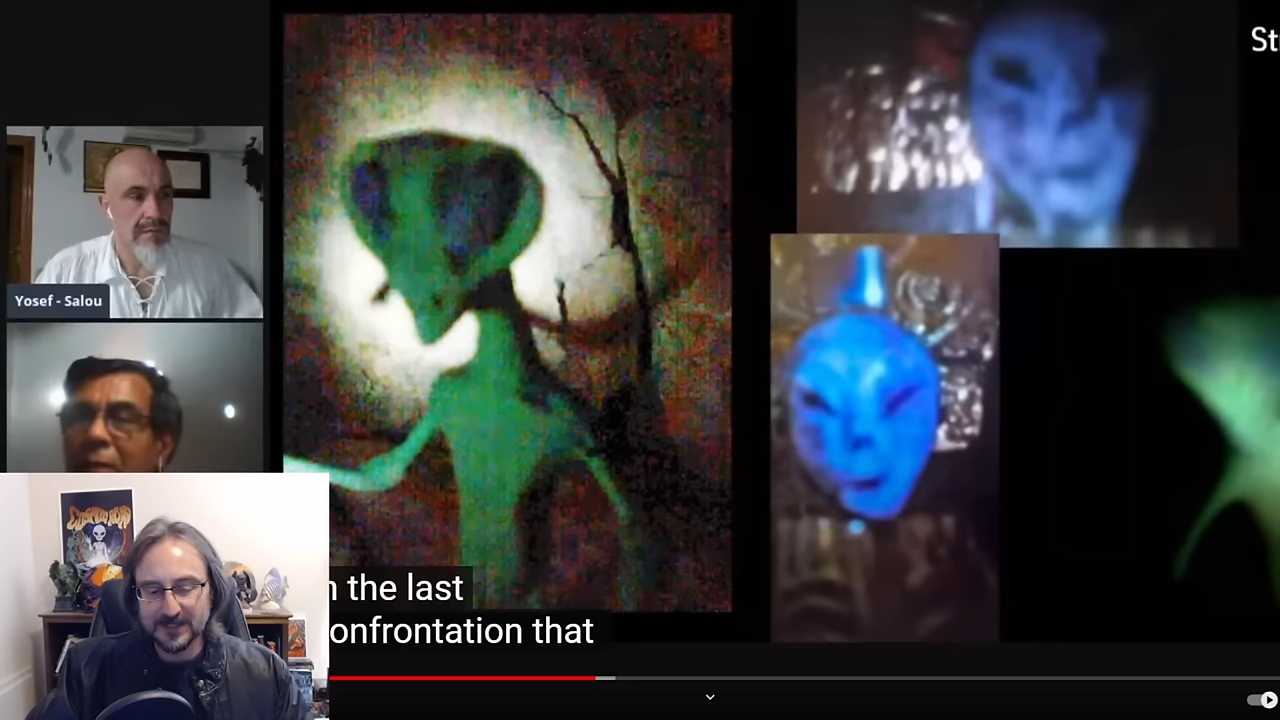 St
Yosef - Salou
n the last
onfrontation that